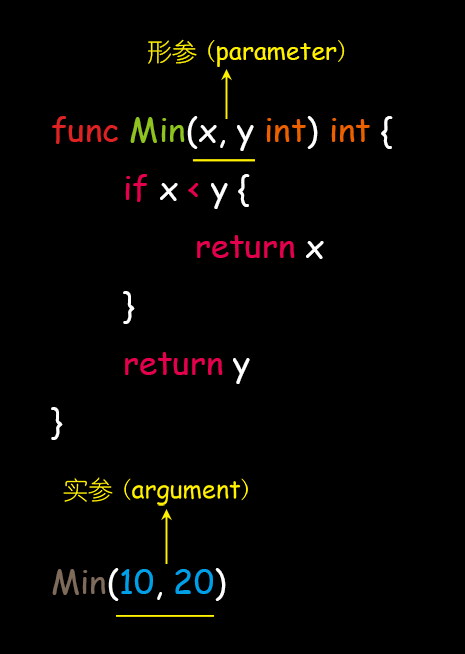 形参 (parameter)
func Min(x, y int) int {
if x < y {
return x
}
return y
}
实参 (argument)
Min(10, 20)